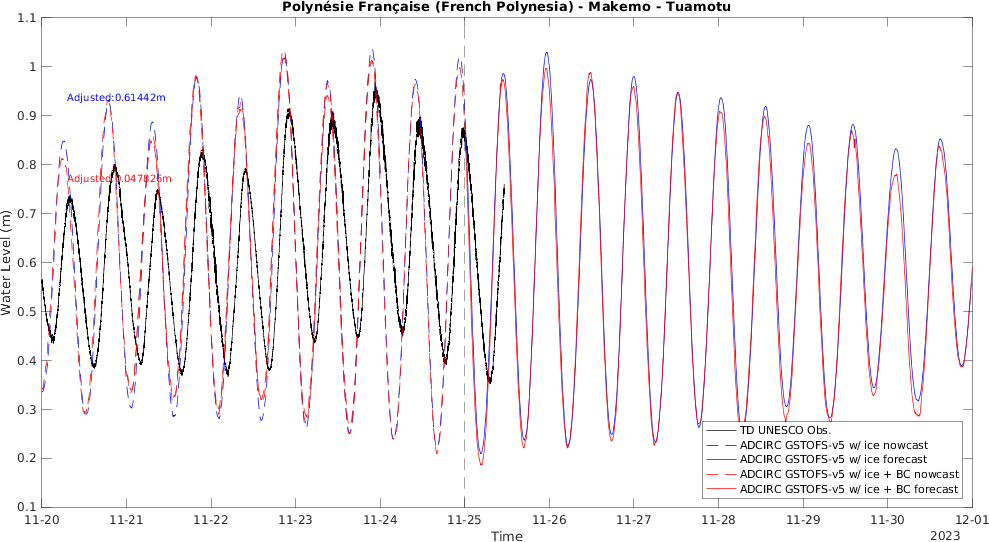 Polynésie Française (French Polynesia) - Makemo - Tuamotu
Water Level (m)
1.1
1
0.9
0.8
0.7
0.6
0.5
0.4
0.3
0.2
0.1
Adjusted:0.61442m
Adjusted:0.047826m
TD UNESCO Obs.
ADCIRC GSTOFS-v5 w/ ice nowcast
ADCIRC GSTOFS-v5 w/ ice forecast
ADCIRC GSTOFS-v5 w/ ice + BC nowcast
ADCIRC GSTOFS-v5 w/ ice + BC forecast
11-20 11-21 11-22 11-23 11-24 11-25 11-26 11-27 11-28 11-29 11-30 12-01
Time
2023